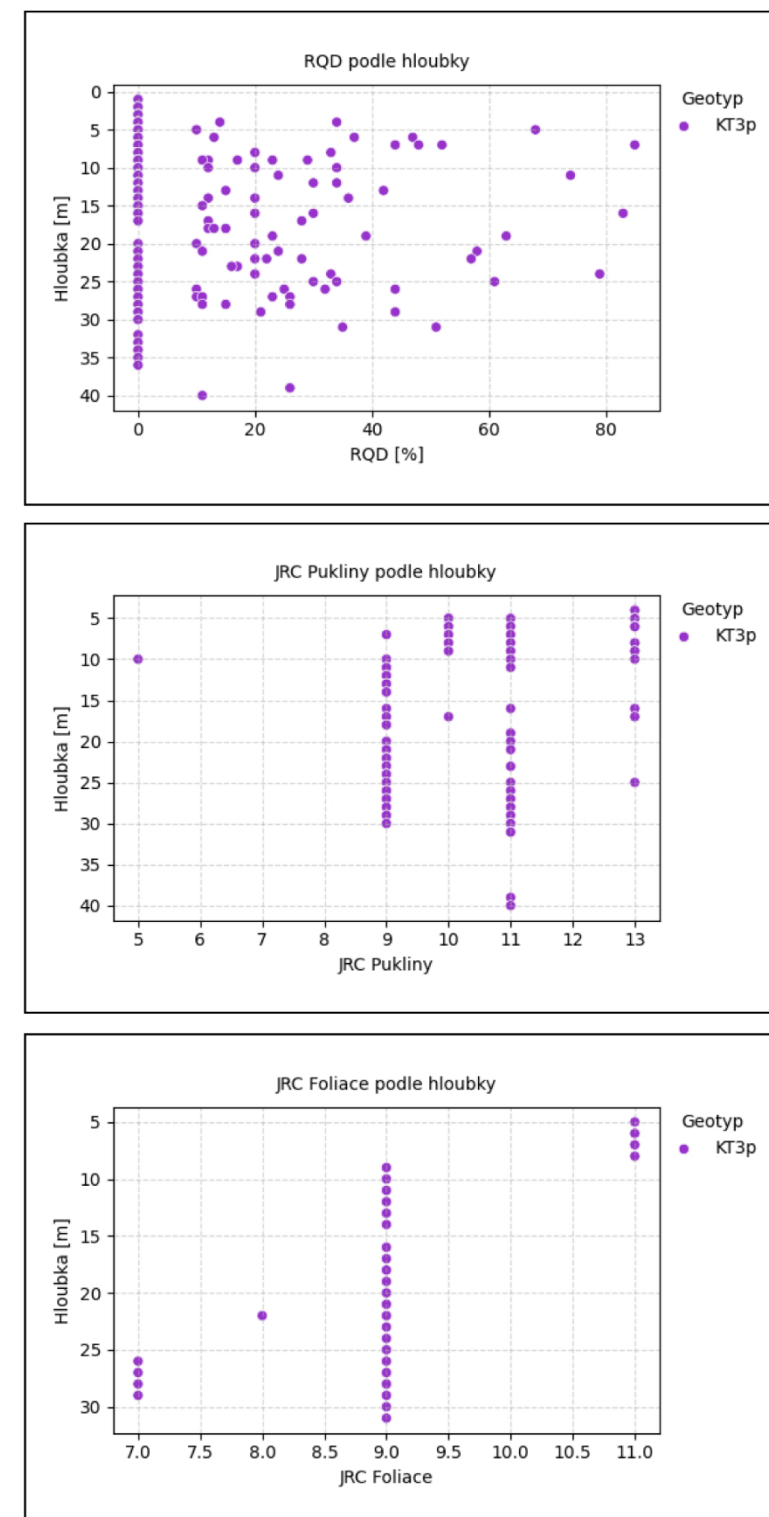 RQD podle hloubky
Geotyp
KT3p
Hloubka [m]
0
5
10
15
20
25
30
35
40
0 20 40 60 80
RQD [%]
JRC Pukliny podle hloubky
Geotyp
KT3p
Hloubka [m]
5
10
15
20
25
30
35
40
5 6 7 8 9 10 11 12 13
JRC Pukliny
JRC Foliace podle hloubky
Geotyp
KT3p
Hloubka [m]
5
10
15
20
25
30
7.0 7.5 8.0 8.5 9.0 9.5 10.0 10.5 11.0
JRC Foliace